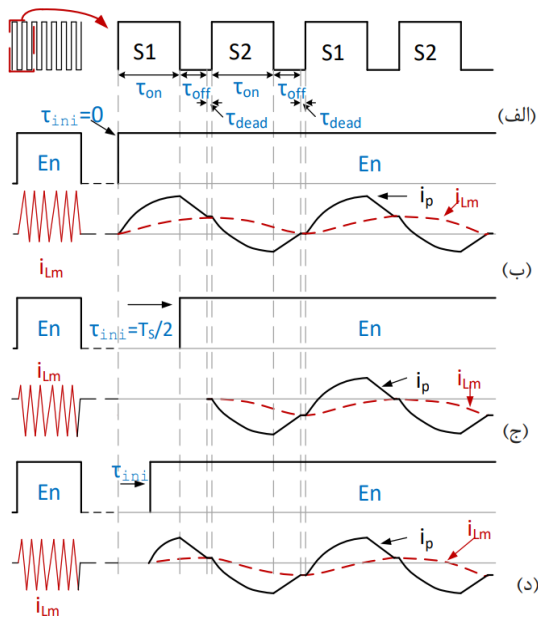 S1 S2 S1 S2
τon τoff τon τoff
τdead τdead
(الف)
τini=0
En En
ip iLm
iLm
(ب)
τini=Ts/2
En En
iLm
ip iLm
(ج)
τini
En En
ip iLm
iLm
(د)